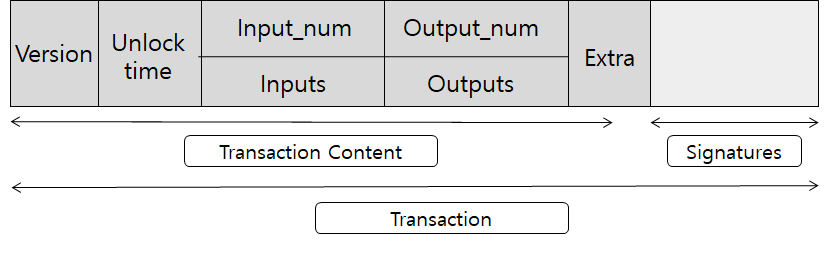 Version
Unlock
time
Input_num
Inputs
Output_num
Outputs
Extra
Transaction Content
Signatures
Transaction